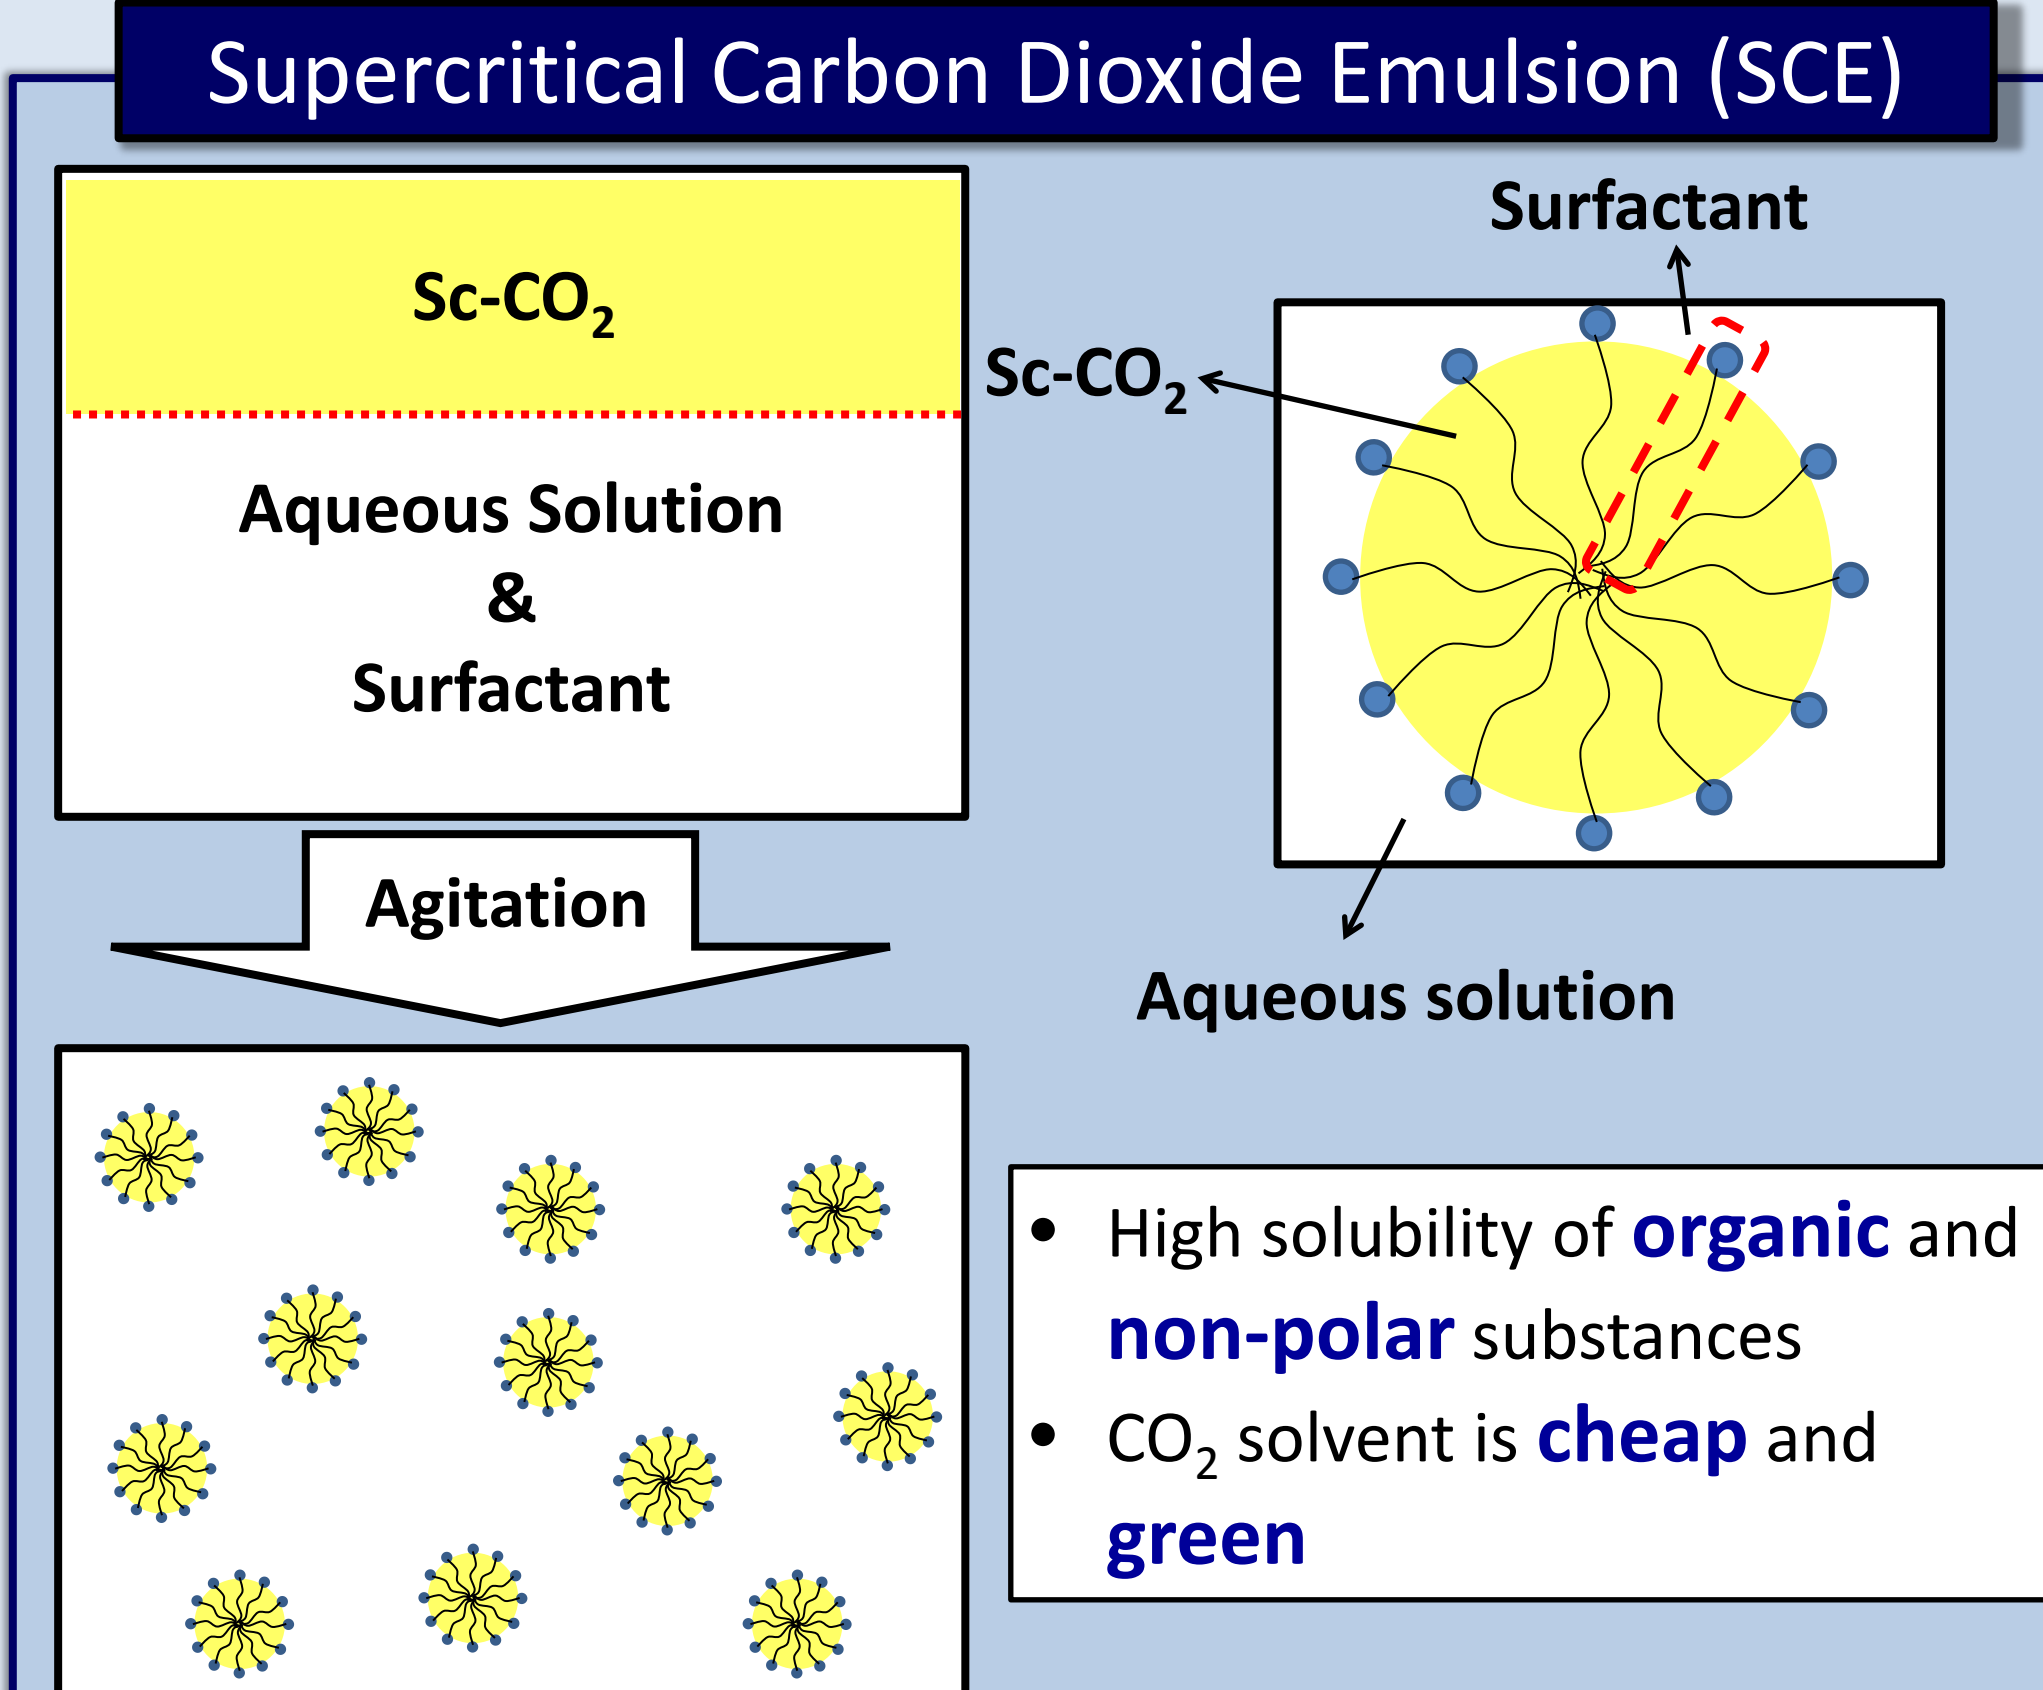 Supercritical Carbon Dioxide Emulsion (SCE)
Sc-CO₂
Aqueous Solution
&
Surfactant
Agitation
Surfactant
Sc-CO₂
Aqueous solution
• High solubility of organic and
non-polar substances
• CO₂ solvent is cheap and
green